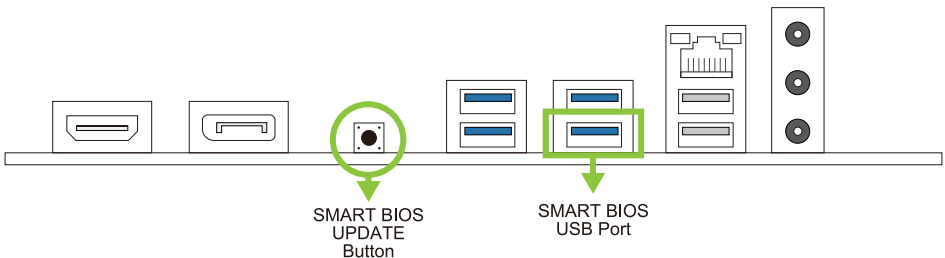 SMART BIOS
UPDATE
Button
SMART BIOS
USB Port